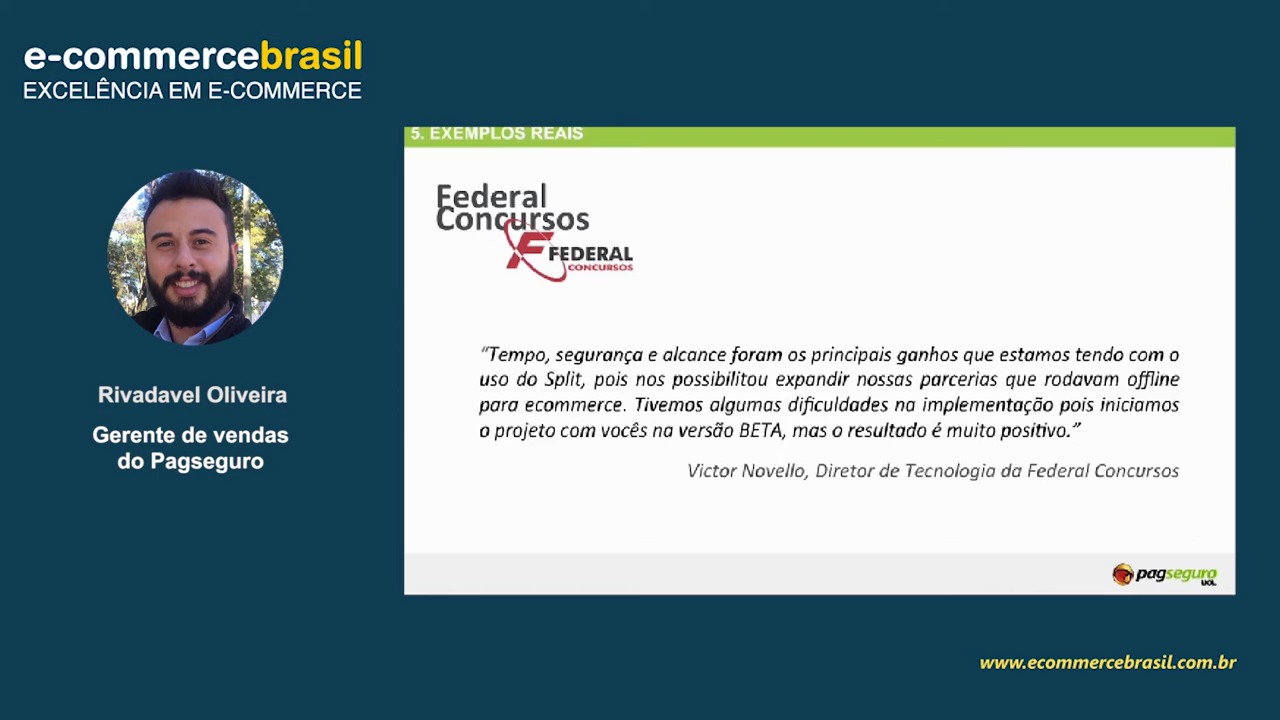 e-commercebrasil
EXCELÊNCIA EM E-COMMERCE
Rivadavel Oliveira
Gerente de vendas
do Pagseguro
5. EXEMPLOS REAIS
Federal
Concursos
FEDERAL
CONCURSOS
“Tempo, segurança e alcance foram os principais ganhos que estamos tendo com o
uso do Split, pois nos possibilitou expandir nossas parcerias que rodavam offline
para ecommerce. Tivemos algumas dificuldades na implementação pois iniciamos
o projeto com vocês na versão BETA, mas o resultado é muito positivo.”
Victor Novello, Diretor de Tecnologia da Federal Concursos
pagseguro
UOL
www.ecommercebrasil.com.br